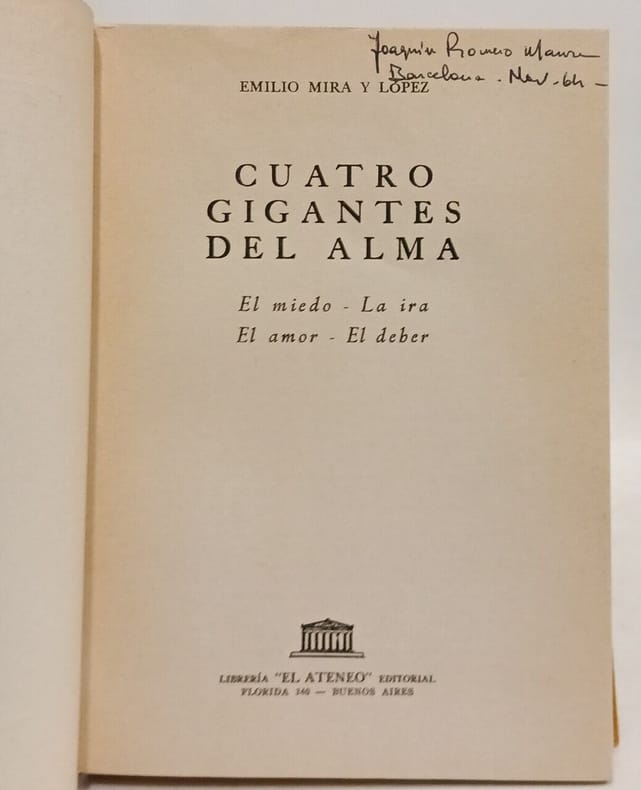 Joaquín Romero Maura
Barcelona . Nov - 64 -
EMILIO MIRA Y LÓPEZ
CUATRO
GIGANTES
DEL ALMA
El miedo - La ira
El amor - El deber
LIBRERÍA "EL ATENEO" EDITORIAL
FLORIDA 340 — BUENOS AIRES